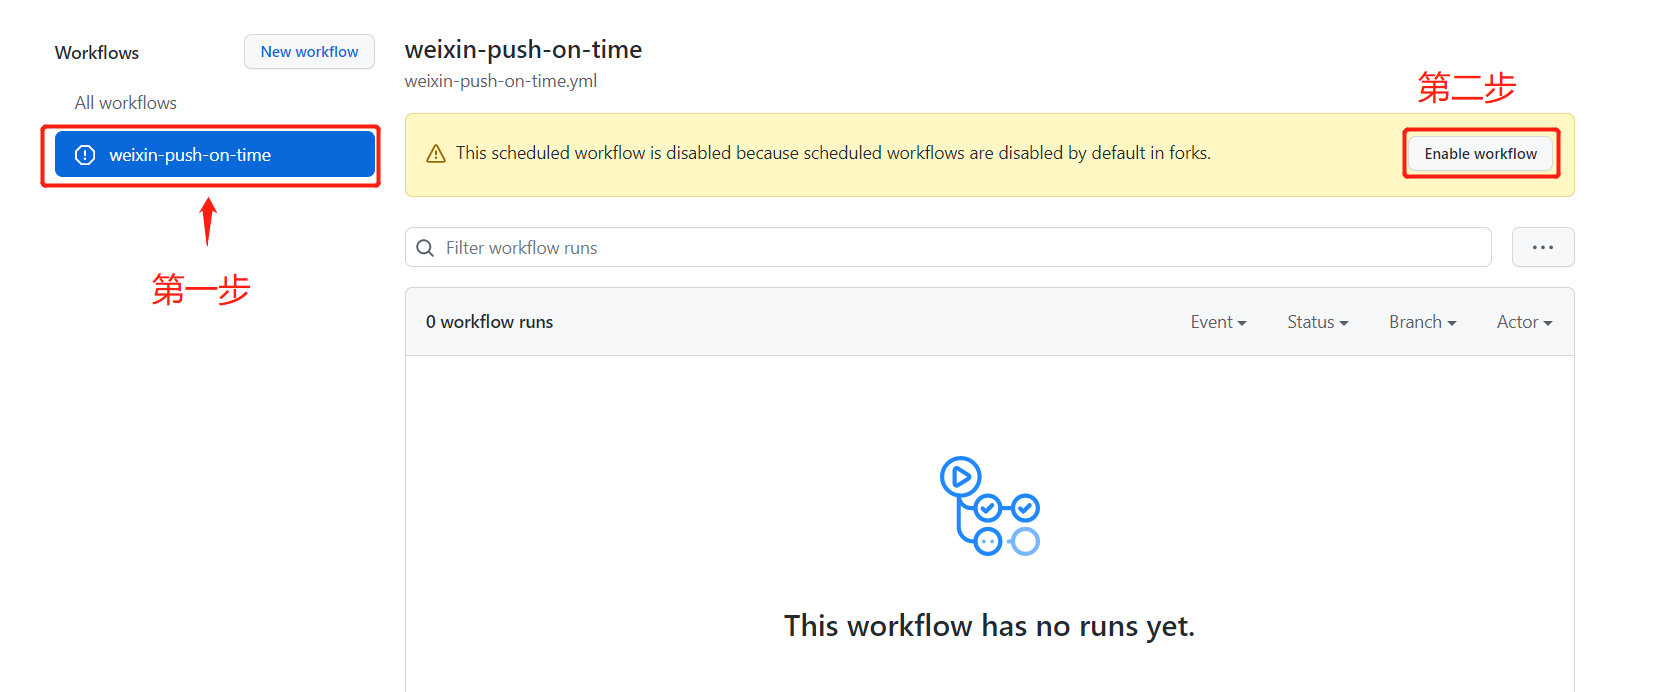 Workflows
New workflow
All workflows
weixin-push-on-time
第一步
weixin-push-on-time
weixin-push-on-time.yml
第二步
This scheduled workflow is disabled because scheduled workflows are disabled by default in forks.
Enable workflow
Filter workflow runs
0 workflow runs
Event
Status
Branch
Actor
This workflow has no runs yet.